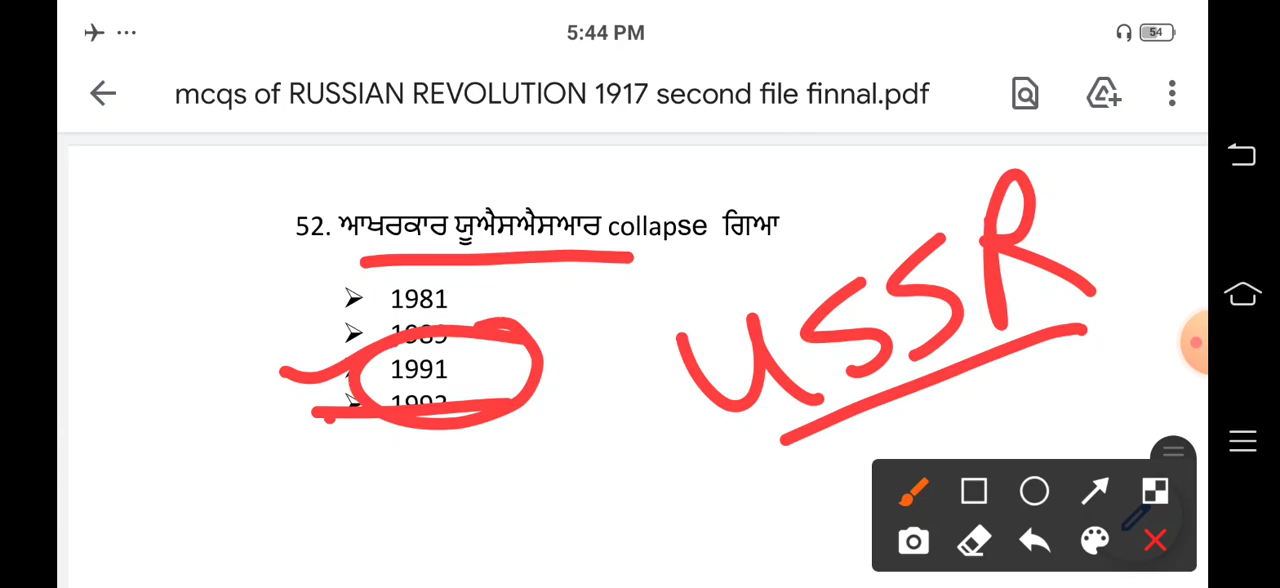 5:44 PM
54
mcqs of RUSSIAN REVOLUTION 1917 second file finnal.pdf
52. ਆਖਰਕਾਰ ਯੂਐਸਐਸਆਰ collapse ਗਿਆ
➢ 1981
➢ 1989
➢ 1991
USSR